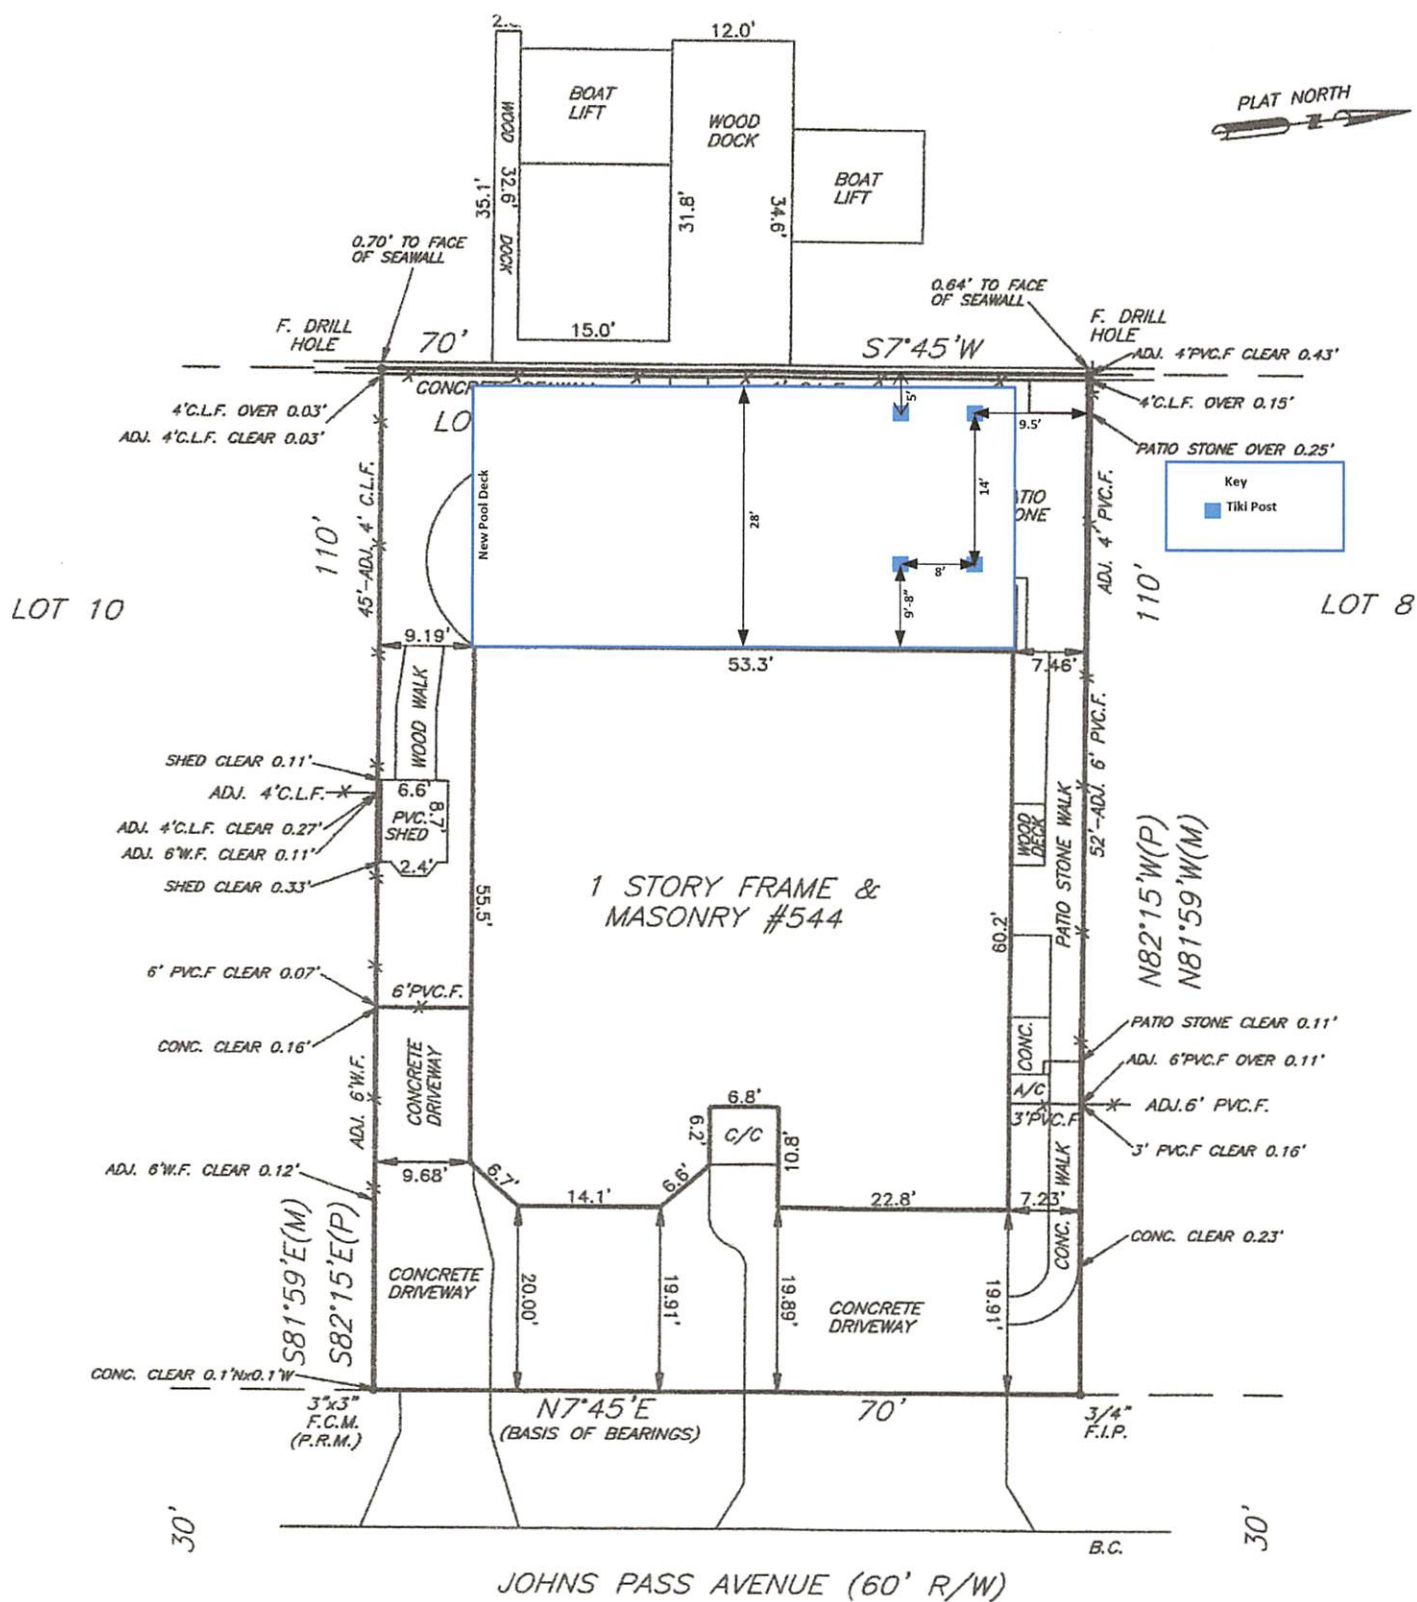 12.0'
PLAT NORTH
N
BOAT
LIFT
WOOD
DOCK
BOAT
LIFT
WOOD 32.6' DOCK
35.1'
31.8'
34.6'
0.70' TO FACE
OF SEAWALL
0.64' TO FACE
OF SEAWALL
F. DRILL
HOLE
70'
15.0'
S7°45'W
F. DRILL
HOLE
ADJ. 4'PVC.F CLEAR 0.43'
4'C.L.F. OVER 0.03'
ADJ. 4'C.L.F. CLEAR 0.03'
LO
5'
9.5'
4'C.L.F. OVER 0.15'
PATIO STONE OVER 0.25'
Key
Tiki Post
110'
45'-ADJ. 4' C.L.F.
New Pool Deck
28'
14'
8'
9'-8"
ADJ. 4' PVC.F.
110'
LOT 10
LOT 8
9.19'
53.3'
7.46'
WOOD WALK
SHED CLEAR 0.11'
ADJ. 4'C.L.F.
ADJ. 4'C.L.F. CLEAR 0.27'
ADJ. 6'W.F. CLEAR 0.11'
SHED CLEAR 0.33'
6.6'
8.7'
PVC.
SHED
2.4'
55.5'
1 STORY FRAME &
MASONRY #544
60.2'
WOOD
DECK
PATIO STONE WALK
52'-ADJ. 6' PVC.F.
N82°15'W(P)
N81°59'W(M)
6' PVC.F CLEAR 0.07'
6'PVC.F.
CONC. CLEAR 0.16'
CONCRETE
DRIVEWAY
ADJ. 6'W.F.
CONC.
A/C
3'PVC.F
PATIO STONE CLEAR 0.11'
ADJ. 6'PVC.F OVER 0.11'
ADJ.6' PVC.F.
3' PVC.F CLEAR 0.16'
6.8'
6.2'
C/C
10.8'
ADJ. 6'W.F. CLEAR 0.12'
9.68'
6.7'
14.1'
6.6'
22.8'
7.23'
CONC. WALK
CONC. CLEAR 0.23'
S81°59'E(M)
S82°15'E(P)
CONCRETE
DRIVEWAY
20.00'
19.91'
19.89'
CONCRETE
DRIVEWAY
19.91'
CONC. CLEAR 0.1'Nx0.1'W
3"x3"
F.C.M.
(P.R.M.)
N7°45'E
(BASIS OF BEARINGS)
70'
3/4"
F.I.P.
30'
30'
B.C.
JOHNS PASS AVENUE (60' R/W)